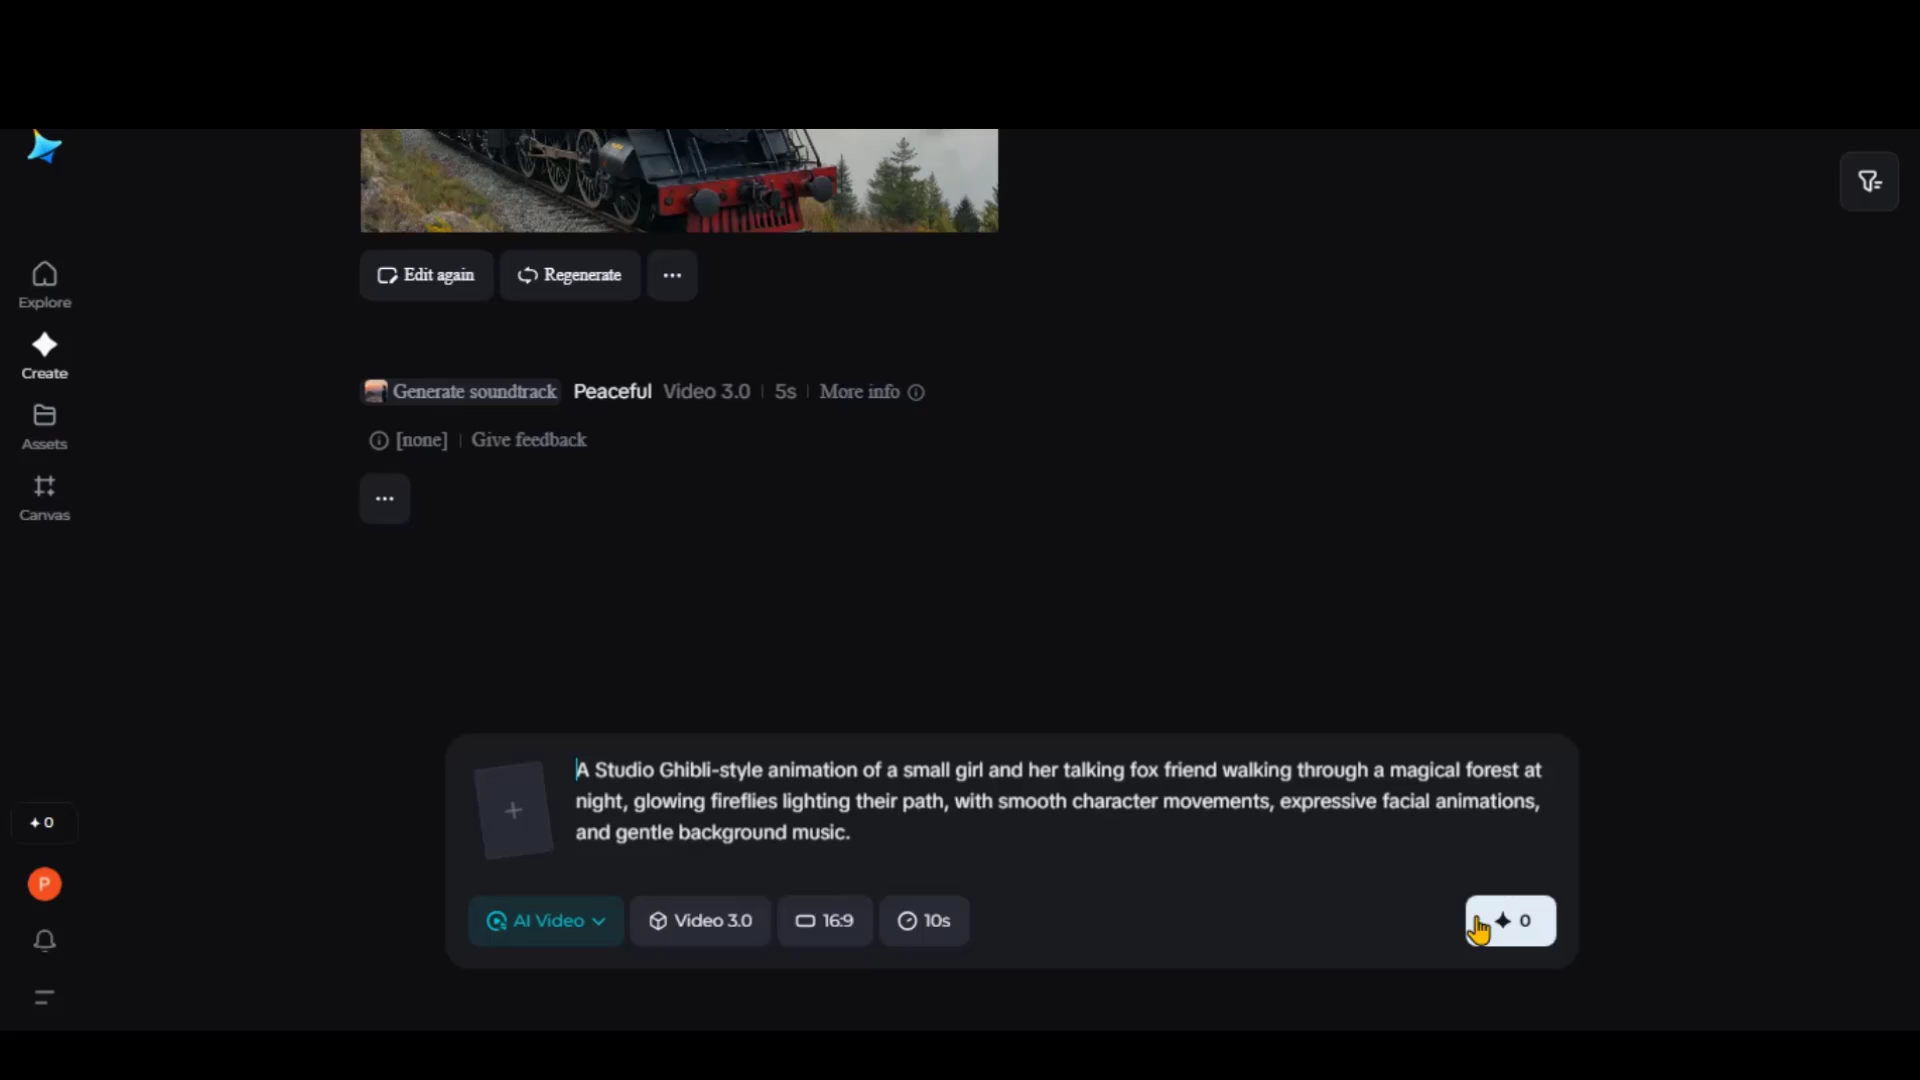 Edit again
Regenerate
Explore
Create
Generate soundtrack Peaceful Video 3.0 | 5s | More info
[none] | Give feedback
Assets
Canvas
A Studio Ghibli-style animation of a small girl and her talking fox friend walking through a magical forest at
night, glowing fireflies lighting their path, with smooth character movements, expressive facial animations,
and gentle background music.
0
P
AI Video
Video 3.0
16:9
10s
0